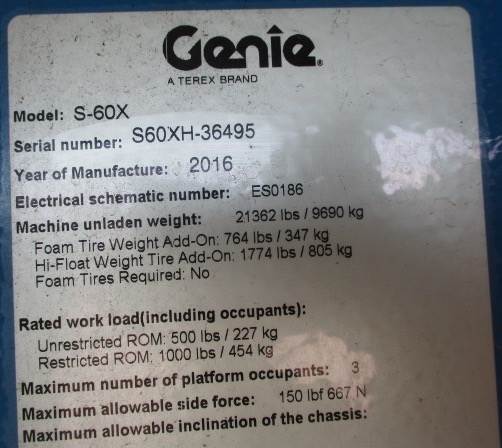 Genie®
A TEREX BRAND
Model: S-60X
Serial number: S60XH-36495
Year of Manufacture: 2016
Electrical schematic number: ES0186
Machine unladen weight: 21362 lbs / 9690 kg
Foam Tire Weight Add-On: 764 lbs / 347 kg
Hi-Float Weight Tire Add-On: 1774 lbs / 805 kg
Foam Tires Required: No
Rated work load(including occupants):
Unrestricted ROM: 500 lbs / 227 kg
Restricted ROM: 1000 lbs / 454 kg
Maximum number of platform occupants: 3
Maximum allowable side force: 150 lbf 667 N
Maximum allowable inclination of the chassis: